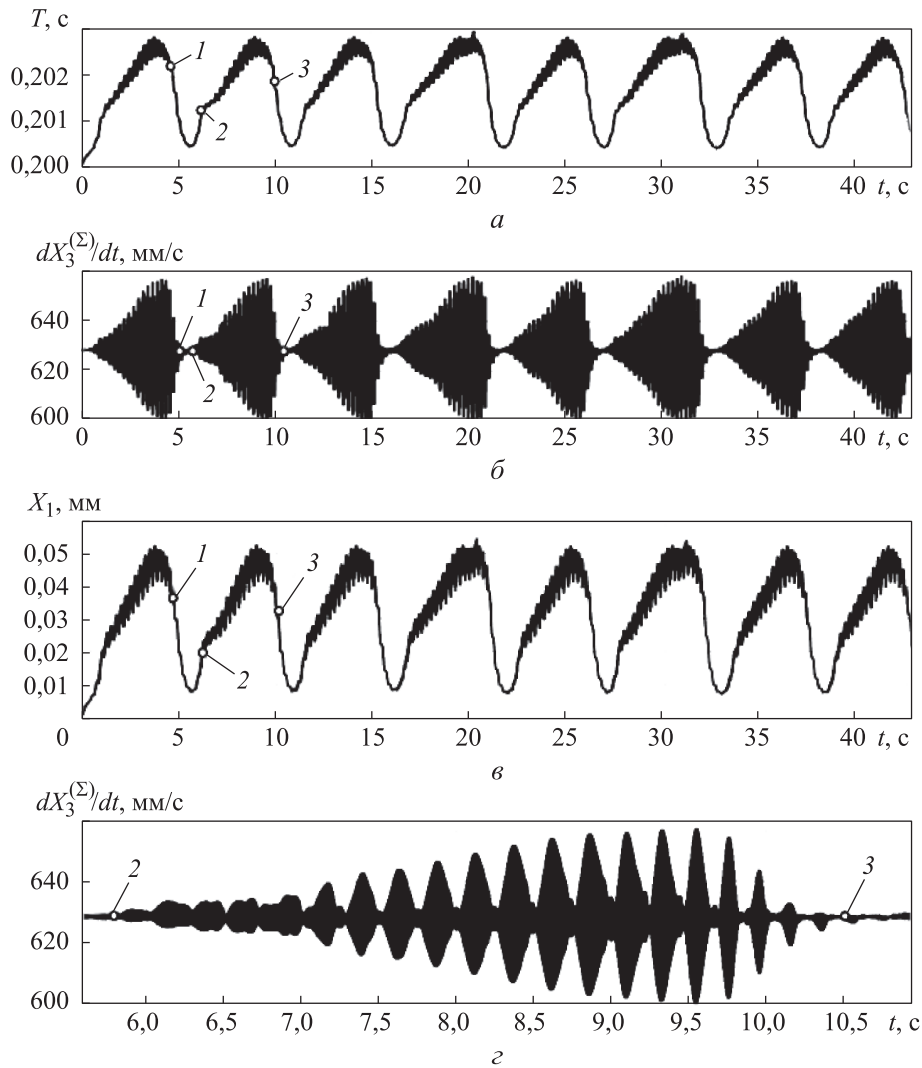 T, с
1
0,202
3
0,201
2
0,200
0 5 10 15 20 25 30 35 40 t, с
а
dX₃⁽Σ⁾/dt, мм/с
1 3
640
620
2
600
0 5 10 15 20 25 30 35 40 t, с
б
X₁, мм
0,05
1 3
0,04
0,03
0,02
2
0,01
0 5 10 15 20 25 30 35 40 t, с
в
dX₃⁽Σ⁾/dt, мм/с
2 3
640
620
600
6,0 6,5 7,0 7,5 8,0 8,5 9,0 9,5 10,0 10,5 t, с
г